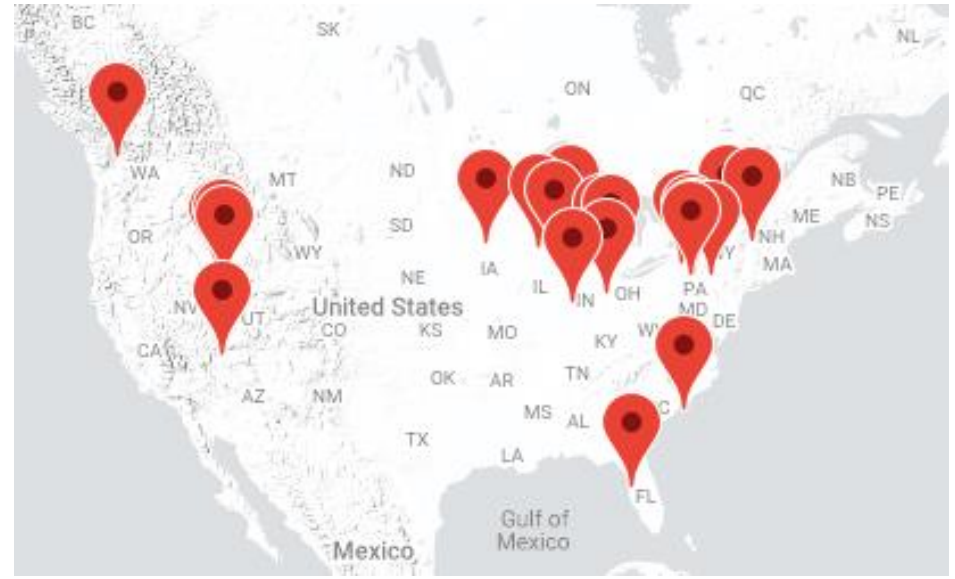 BC
SK
NL
ON
QC
WA
MT
ND
NB
PE
OR
SD
ME
NS
WY
NH
IA
MA
NE
IL
IN
OH
PA
NV
United States
MD
DE
UT
CO
KS
MO
KY
CA
OK
AR
TN
AZ
NM
MS
AL
TX
LA
FL
Gulf of
Mexico
Mexico